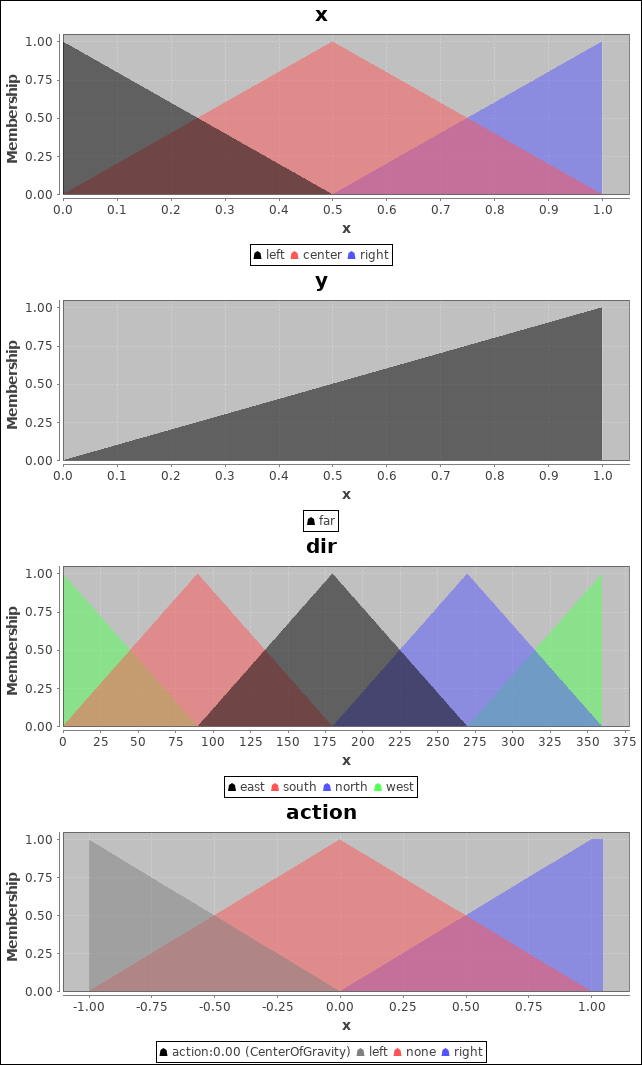 x
1.00
0.75
0.50
0.25
0.00
Membership
0.0 0.1 0.2 0.3 0.4 0.5 0.6 0.7 0.8 0.9 1.0
x
left center right
y
1.00
0.75
0.50
0.25
0.00
Membership
0.0 0.1 0.2 0.3 0.4 0.5 0.6 0.7 0.8 0.9 1.0
x
far
dir
1.00
0.75
0.50
0.25
0.00
Membership
0 25 50 75 100 125 150 175 200 225 250 275 300 325 350 375
x
east south north west
action
1.00
0.75
0.50
0.25
0.00
Membership
-1.00 -0.75 -0.50 -0.25 0.00 0.25 0.50 0.75 1.00
x
action:0.00 (CenterOfGravity) left none right